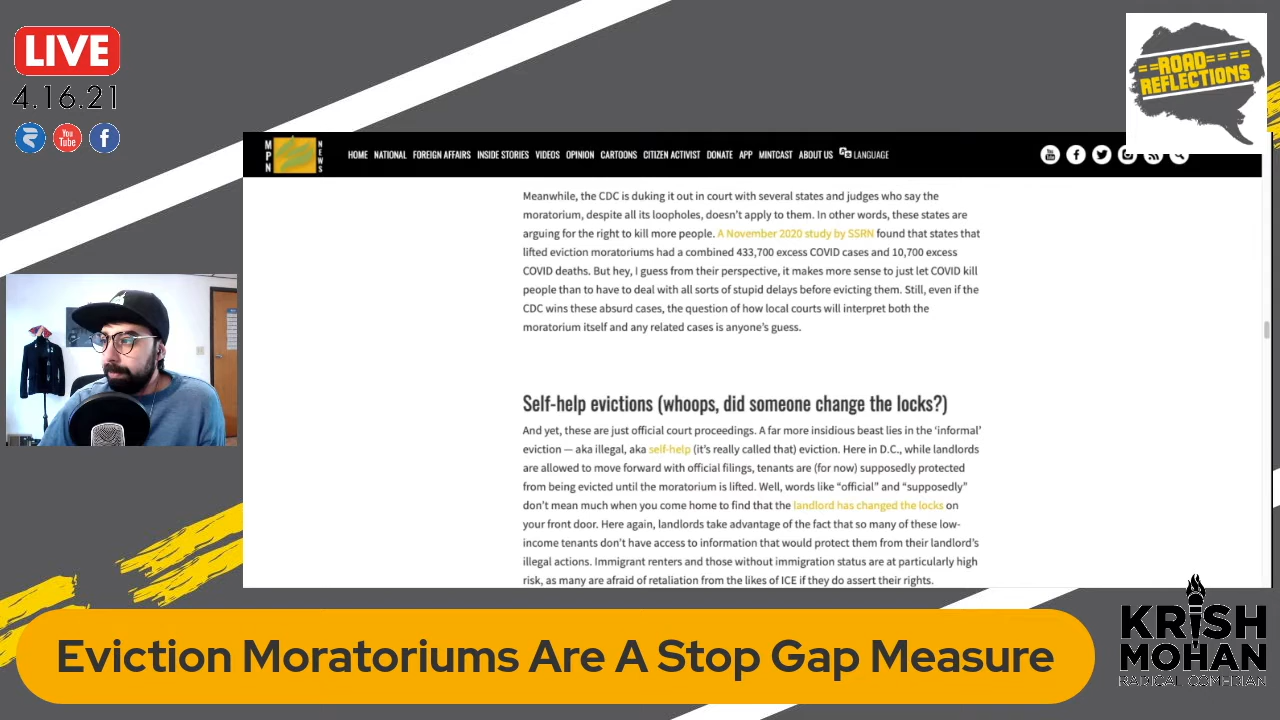 LIVE
4.16.21
You
Tube
f
==ROAD====
REFLECTIONS
MPN
NEWS
HOME NATIONAL FOREIGN AFFAIRS INSIDE STORIES VIDEOS OPINION CARTOONS CITIZEN ACTIVIST DONATE APP MINTCAST ABOUT US LANGUAGE
Meanwhile, the CDC is duking it out in court with several states and judges who say the
moratorium, despite all its loopholes, doesn't apply to them. In other words, these states are
arguing for the right to kill more people. A November 2020 study by SSRN found that states that
lifted eviction moratoriums had a combined 433,700 excess COVID cases and 10,700 excess
COVID deaths. But hey, I guess from their perspective, it makes more sense to just let COVID kill
people than to have to deal with all sorts of stupid delays before evicting them. Still, even if the
CDC wins these absurd cases, the question of how local courts will interpret both the
moratorium itself and any related cases is anyone's guess.
Self-help evictions (whoops, did someone change the locks?)
And yet, these are just official court proceedings. A far more insidious beast lies in the 'informal'
eviction — aka illegal, aka self-help (it's really called that) eviction. Here in D.C., while landlords
are allowed to move forward with official filings, tenants are (for now) supposedly protected
from being evicted until the moratorium is lifted. Well, words like "official" and "supposedly"
don't mean much when you come home to find that the landlord has changed the locks on
your front door. Here again, landlords take advantage of the fact that so many of these low-
income tenants don't have access to information that would protect them from their landlord's
illegal actions. Immigrant renters and those without immigration status are at particularly high
risk, as many are afraid of retaliation from the likes of ICE if they do assert their rights.
Eviction Moratoriums Are A Stop Gap Measure
KRISH
MOHAN
RADICAL COMEDIAN